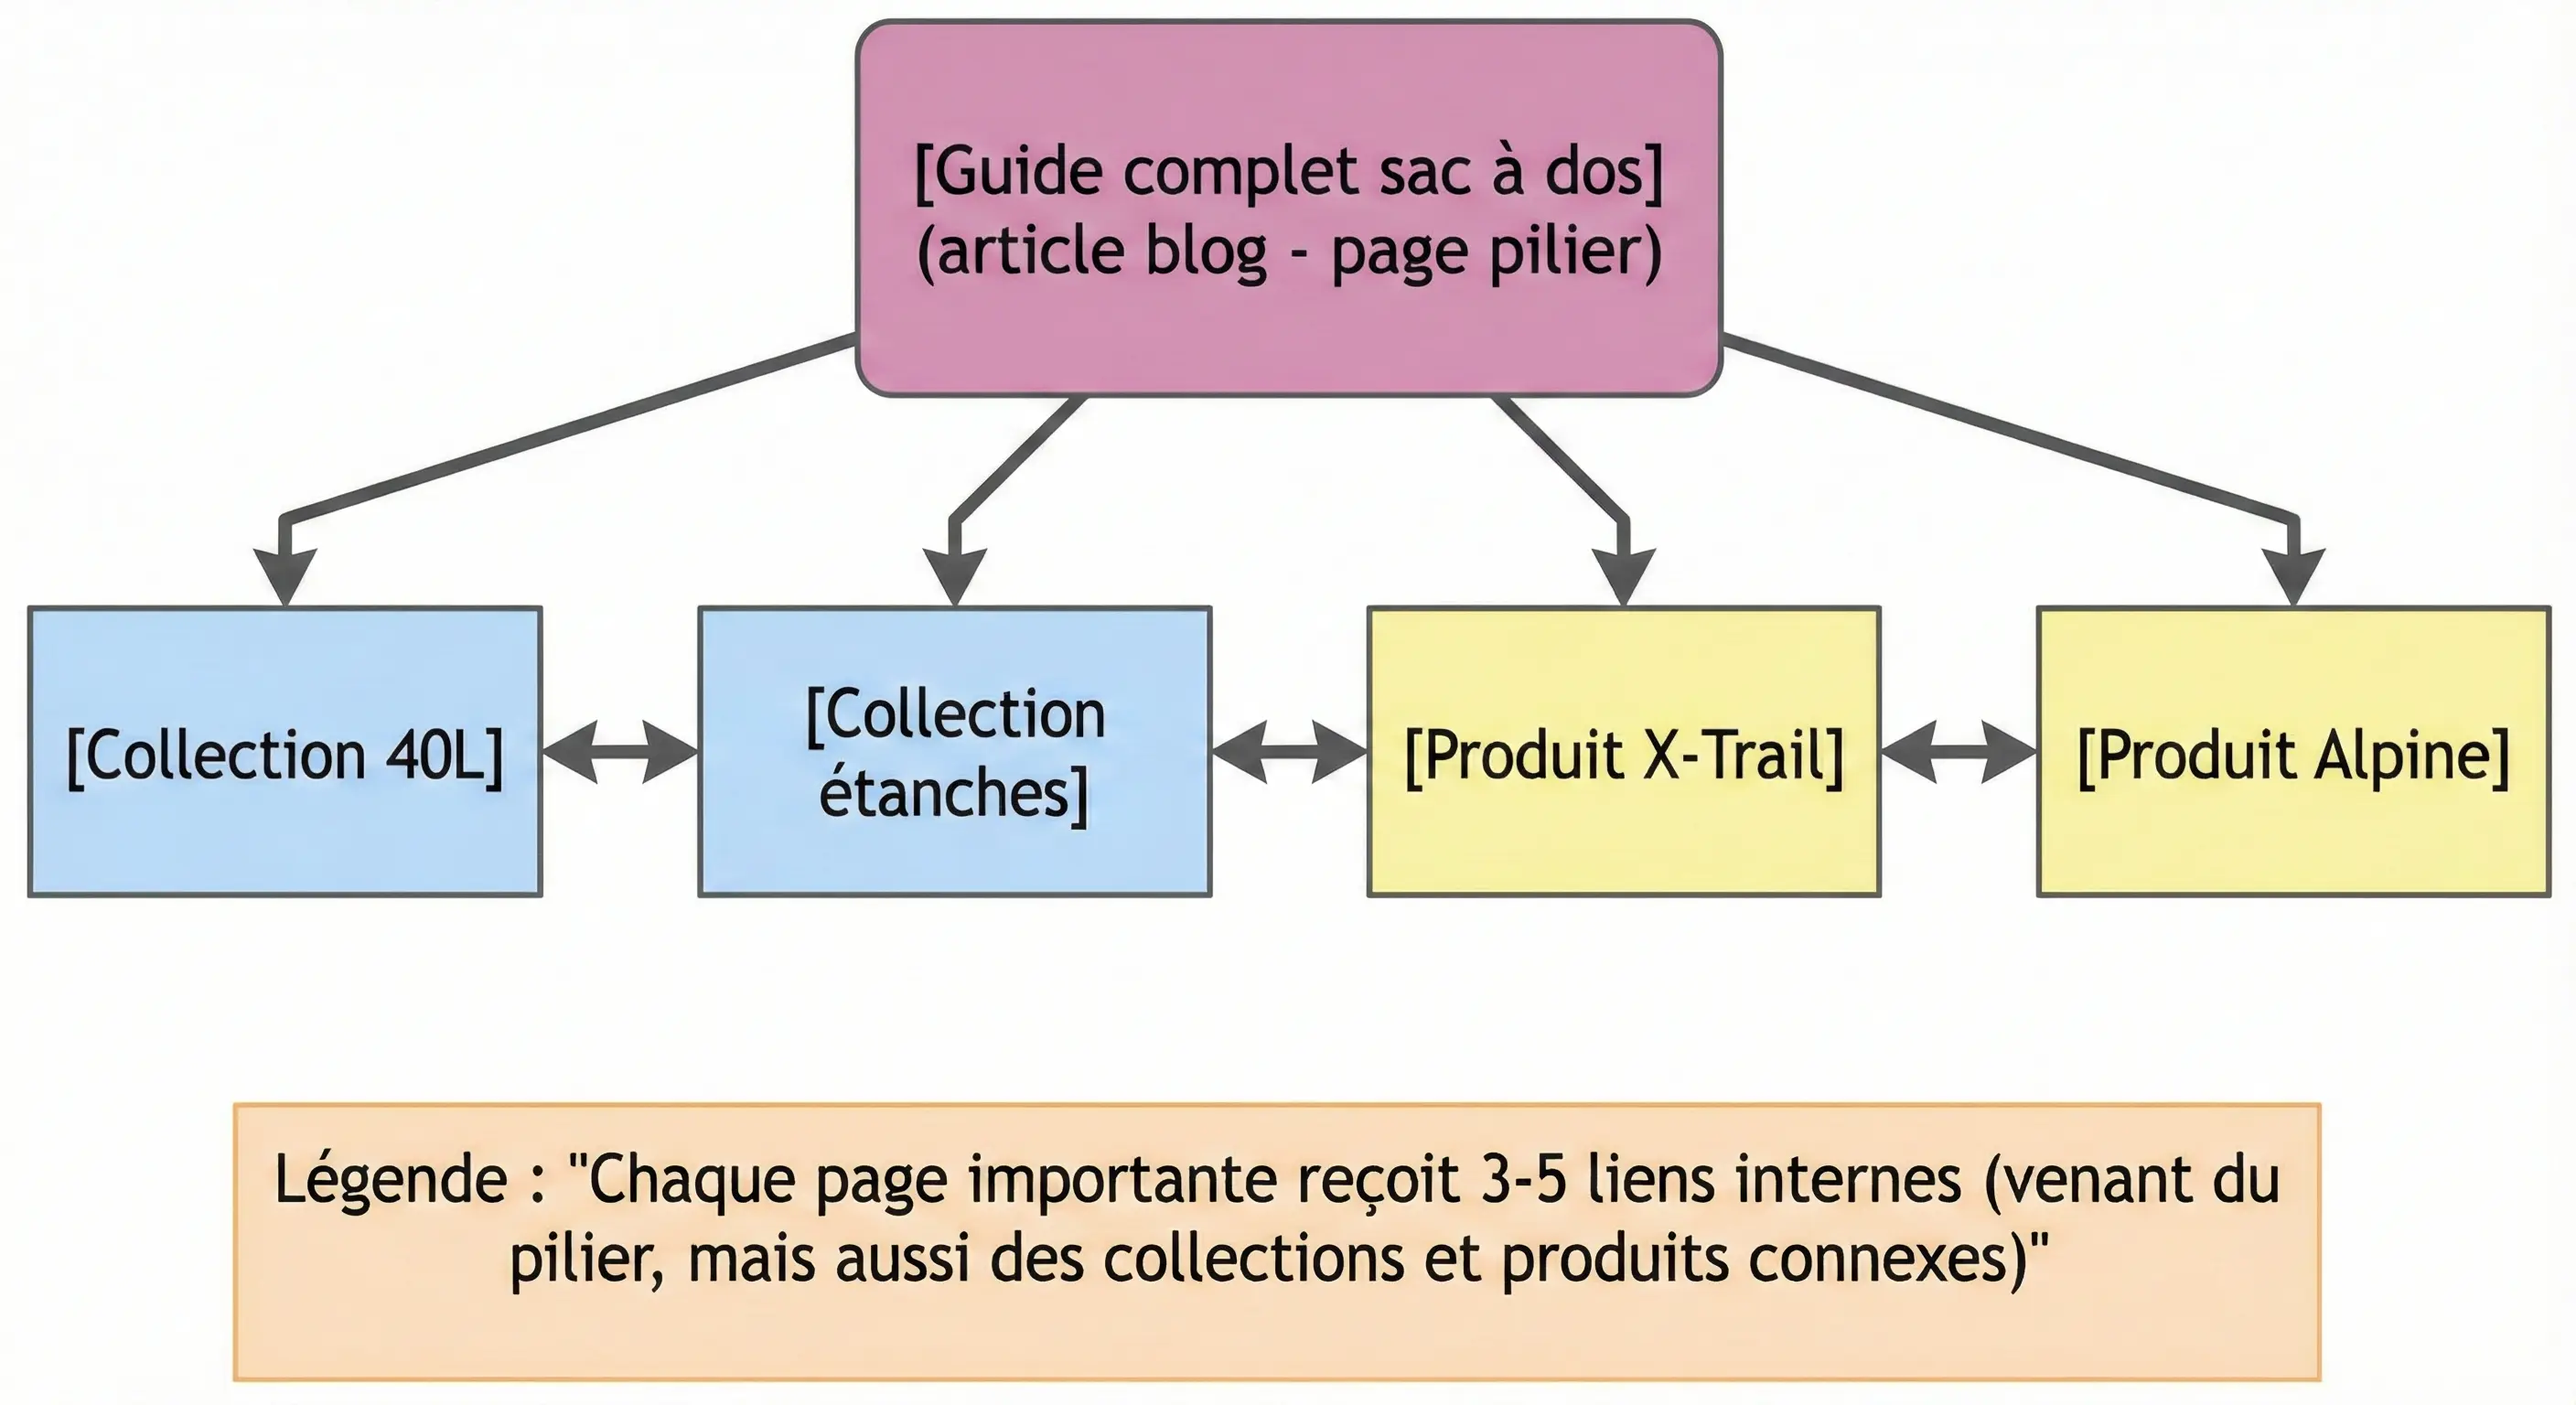 [Guide complet sac à dos]
(article blog - page pilier)
[Collection 40L]
[Collection
étanches]
[Produit X-Trail]
[Produit Alpine]
Légende : "Chaque page importante reçoit 3-5 liens internes (venant du
pilier, mais aussi des collections et produits connexes)"